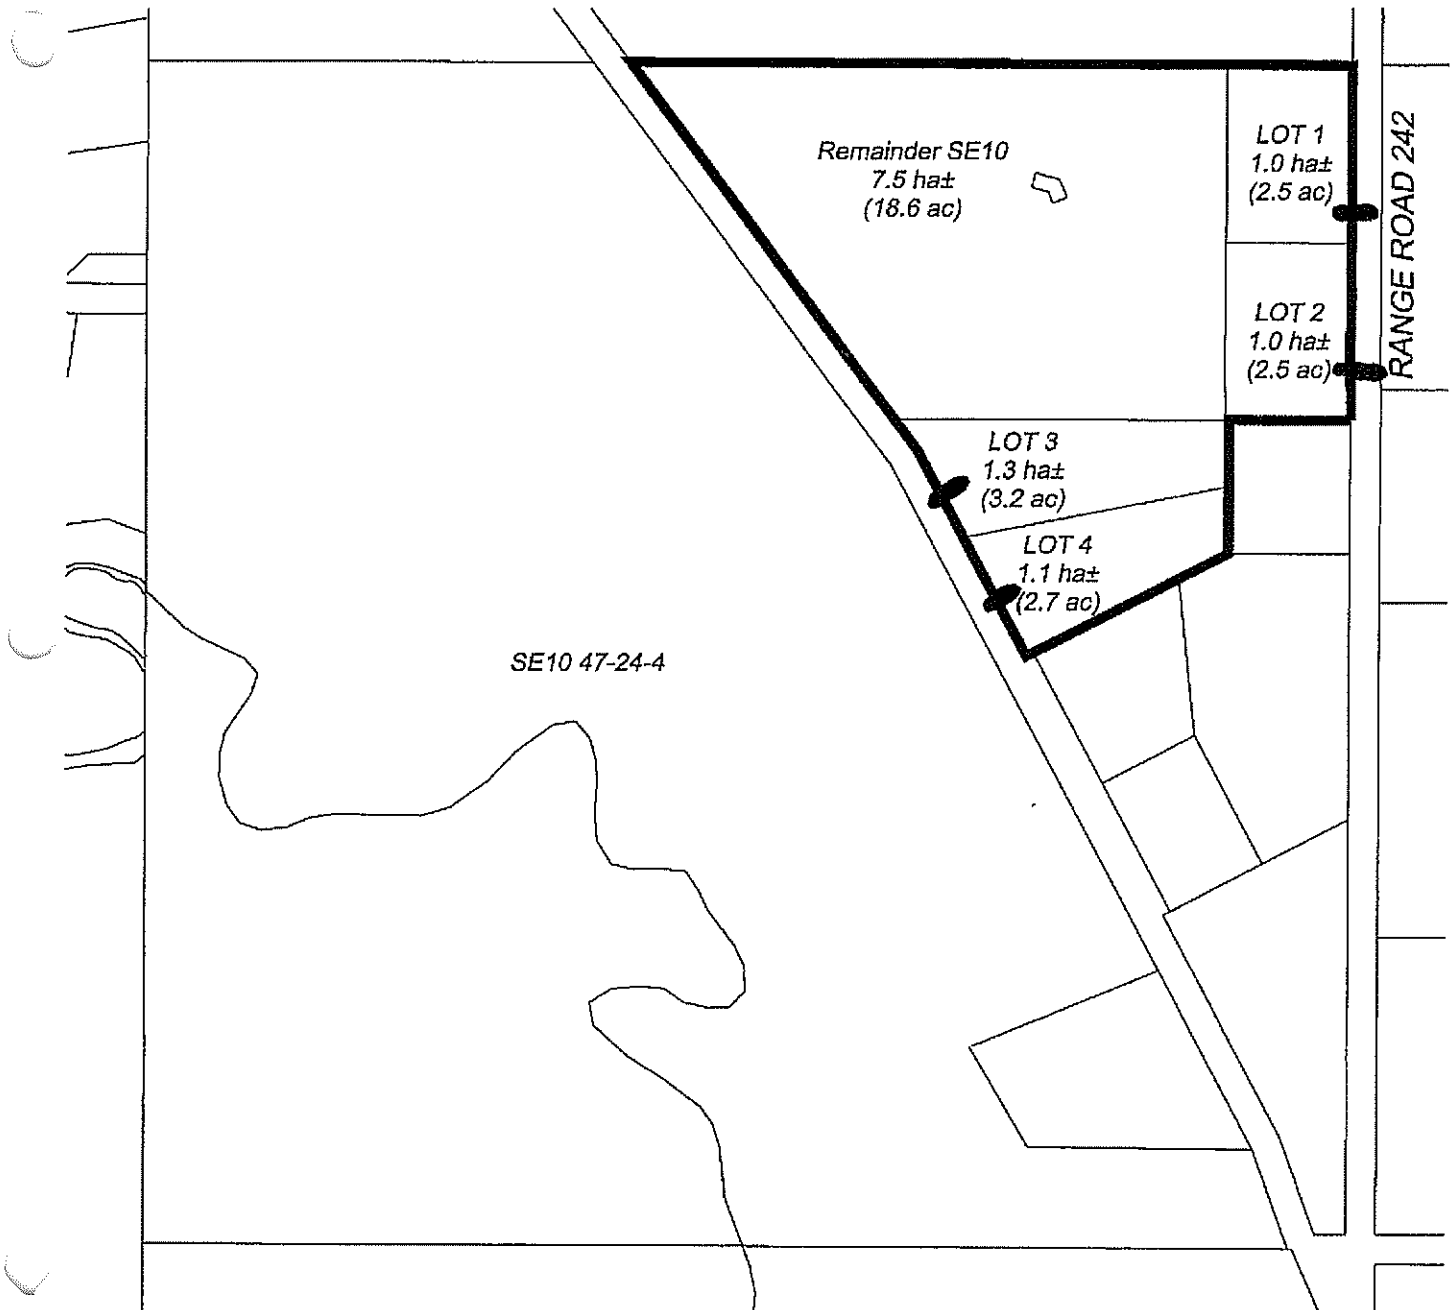 Remainder SE10
7.5 ha±
(18.6 ac)
LOT 1
1.0 ha±
(2.5 ac)
RANGE ROAD 242
LOT 2
1.0 ha±
(2.5 ac)
LOT 3
1.3 ha±
(3.2 ac)
LOT 4
1.1 ha±
(2.7 ac)
SE10 47-24-4